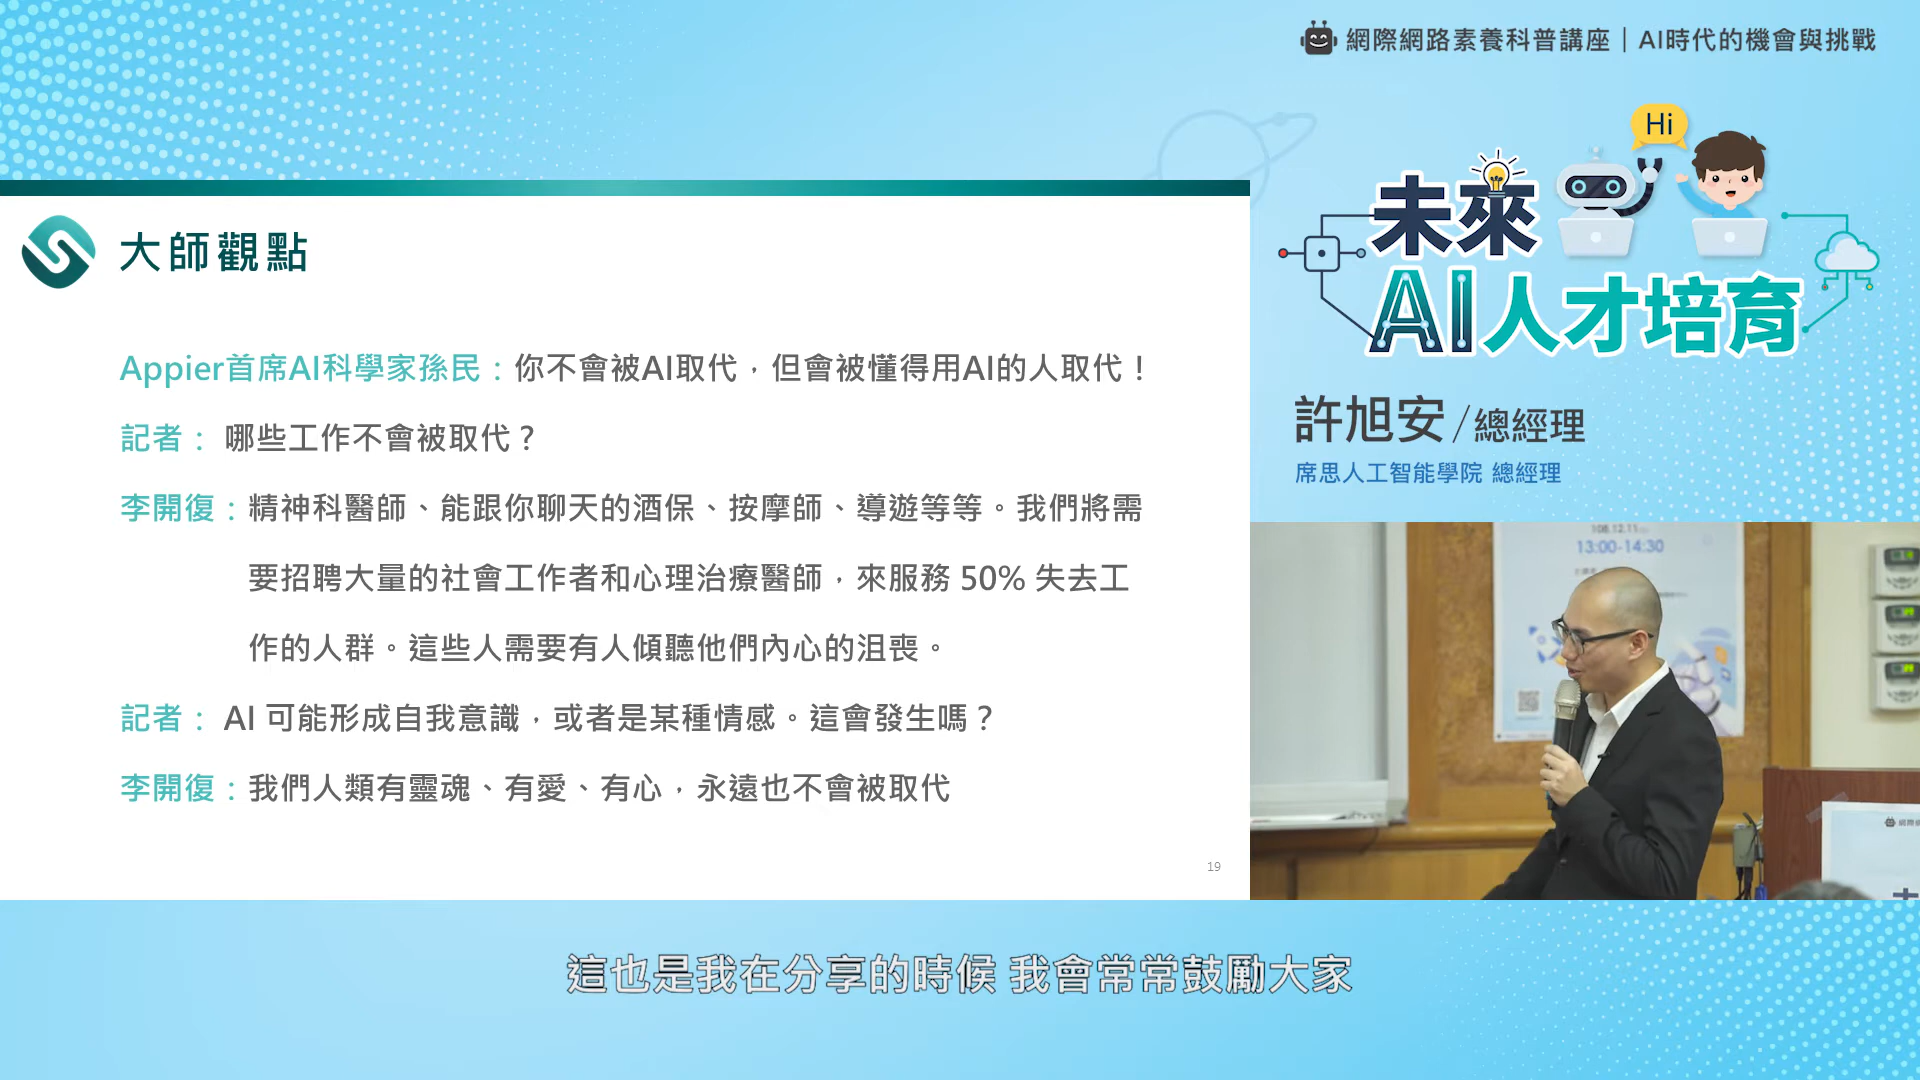 網際網路素養科普講座｜AI時代的機會與挑戰
Hi
未來
AI人才培育
許旭安/總經理
席思人工智能學院 總經理
大師觀點
Appier首席AI科學家孫民：你不會被AI取代，但會被懂得用AI的人取代！
記者： 哪些工作不會被取代？
李開復：精神科醫師、能跟你聊天的酒保、按摩師、導遊等等。我們將需
要招聘大量的社會工作者和心理治療醫師，來服務 50% 失去工
作的人群。這些人需要有人傾聽他們內心的沮喪。
記者： AI 可能形成自我意識，或者是某種情感。這會發生嗎？
李開復：我們人類有靈魂、有愛、有心，永遠也不會被取代
19
108.12.11
13:00-14:30
這也是我在分享的時候 我會常常鼓勵大家